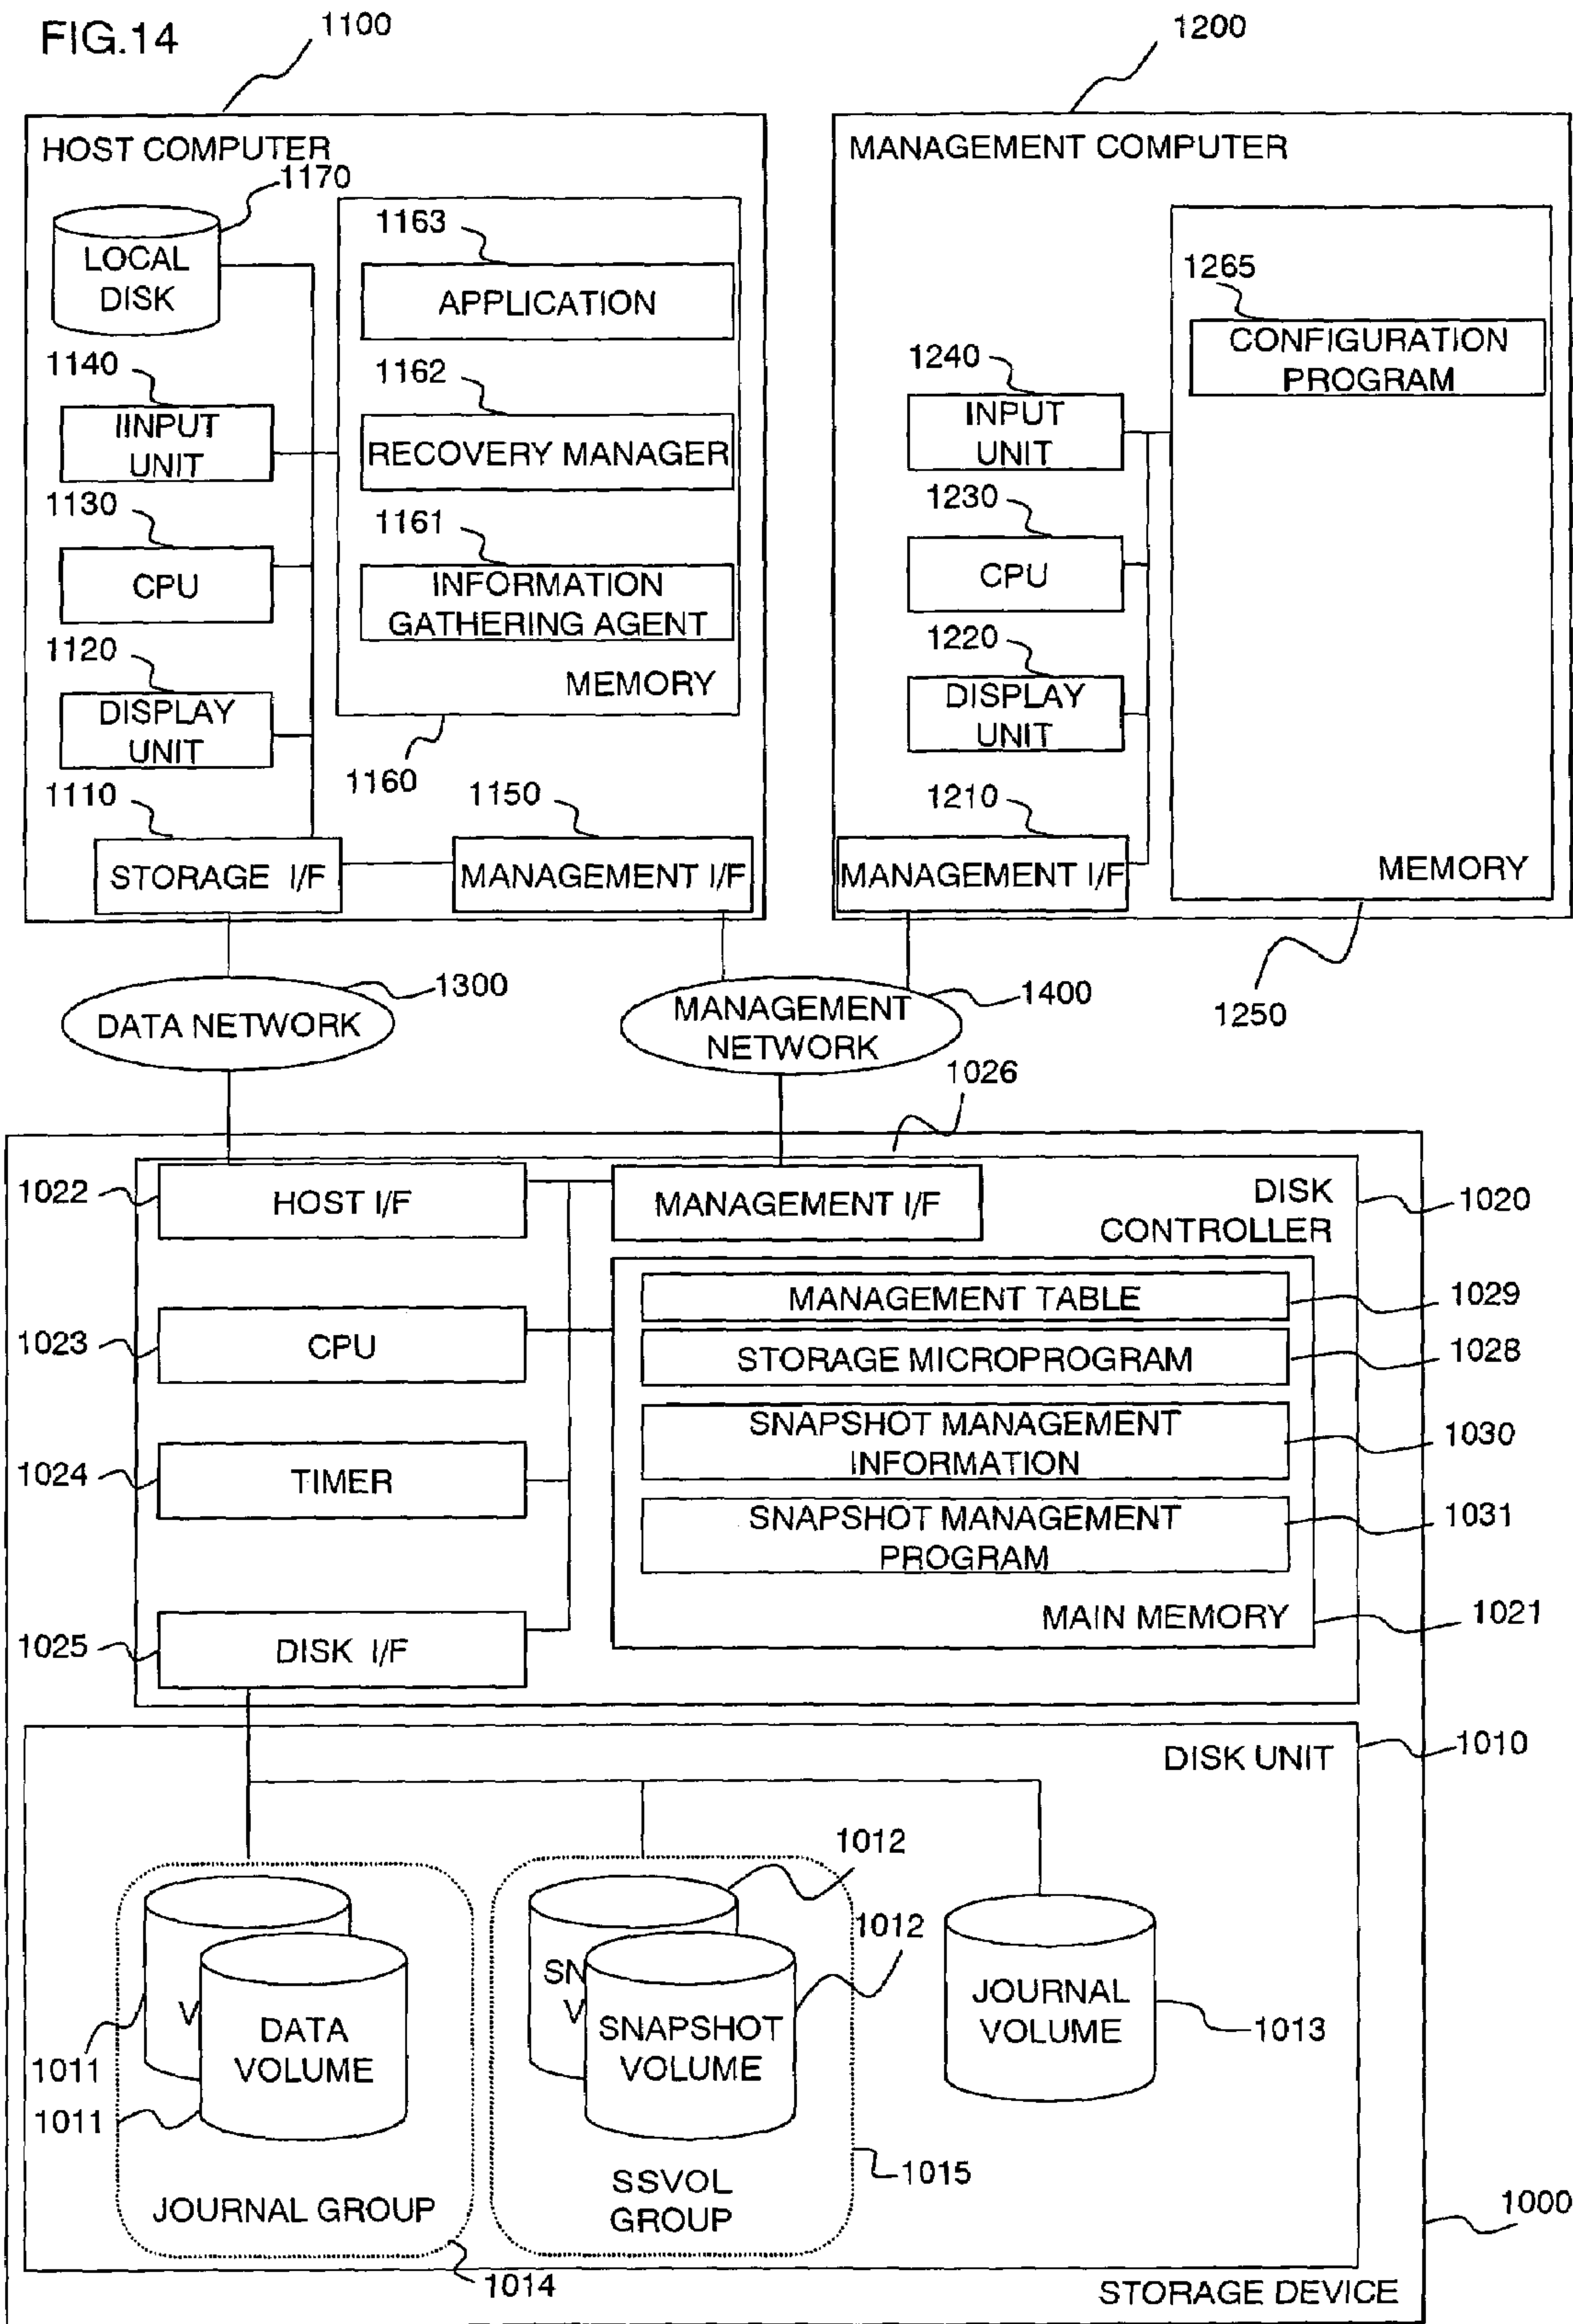 FIG.14
1100
1200
HOST COMPUTER
1170
LOCAL
DISK
1140
IINPUT
UNIT
1130
CPU
1120
DISPLAY
UNIT
1110
STORAGE I/F
1163
APPLICATION
1162
RECOVERY MANAGER
1161
INFORMATION
GATHERING AGENT
MEMORY
1160
1150
MANAGEMENT I/F
MANAGEMENT COMPUTER
1265
CONFIGURATION
PROGRAM
1240
INPUT
UNIT
1230
CPU
1220
DISPLAY
UNIT
1210
MANAGEMENT I/F
MEMORY
1250
1300
DATA NETWORK
1400
MANAGEMENT
NETWORK
1026
1022
HOST I/F
MANAGEMENT I/F
DISK
CONTROLLER
1020
1023
CPU
1024
TIMER
1025
DISK I/F
MANAGEMENT TABLE
1029
STORAGE MICROPROGRAM
1028
SNAPSHOT MANAGEMENT
INFORMATION
1030
SNAPSHOT MANAGEMENT
PROGRAM
1031
MAIN MEMORY
1021
DISK UNIT
1010
1012
1012
V
DATA
VOLUME
1011
1011
JOURNAL GROUP
1014
SN
V
SNAPSHOT
VOLUME
SSVOL
GROUP
1015
JOURNAL
VOLUME
1013
1000
STORAGE DEVICE